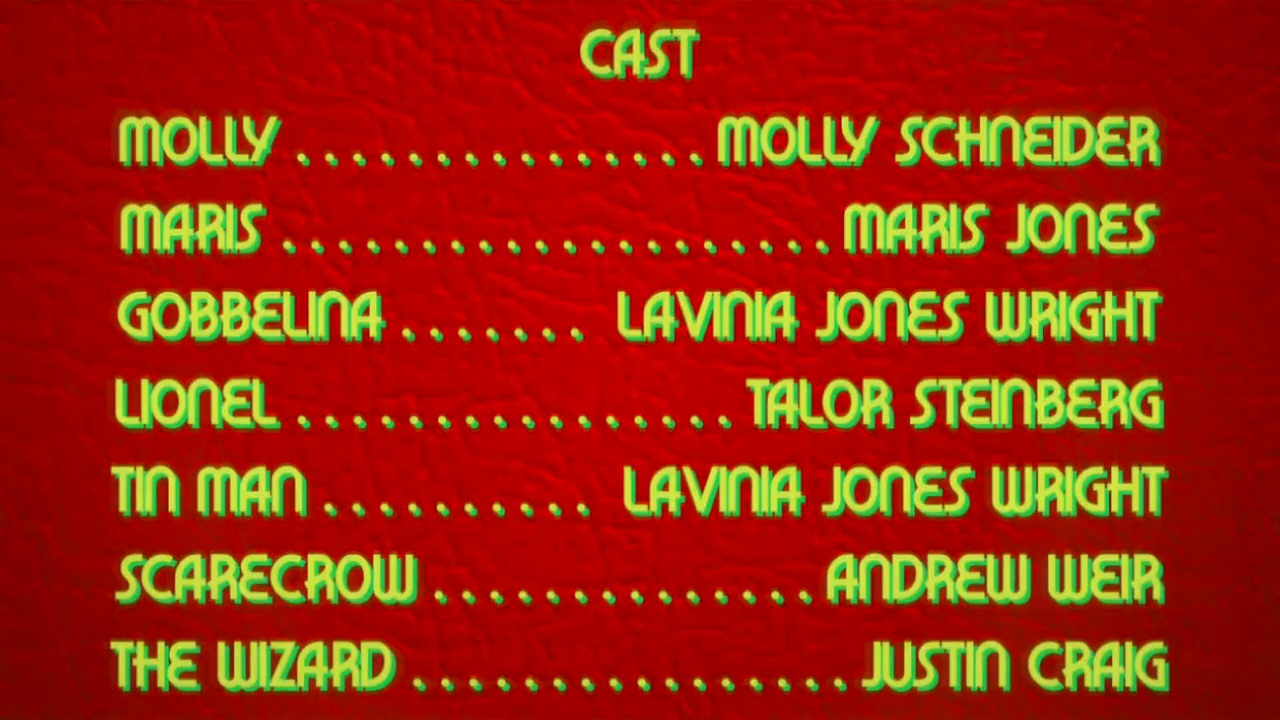 CAST
MOLLY . . . . . . . . . . . . . . . MOLLY SCHNEIDER
MARIS . . . . . . . . . . . . . . . . . . . . MARIS JONES
GOBBELINA . . . . . . . LAVINIA JONES WRIGHT
LIONEL . . . . . . . . . . . . . . . . TALOR STEINBERG
TIN MAN . . . . . . . . . . LAVINIA JONES WRIGHT
SCARECROW . . . . . . . . . . . . . . ANDREW WEIR
THE WIZARD . . . . . . . . . . . . . . . . JUSTIN CRAIG